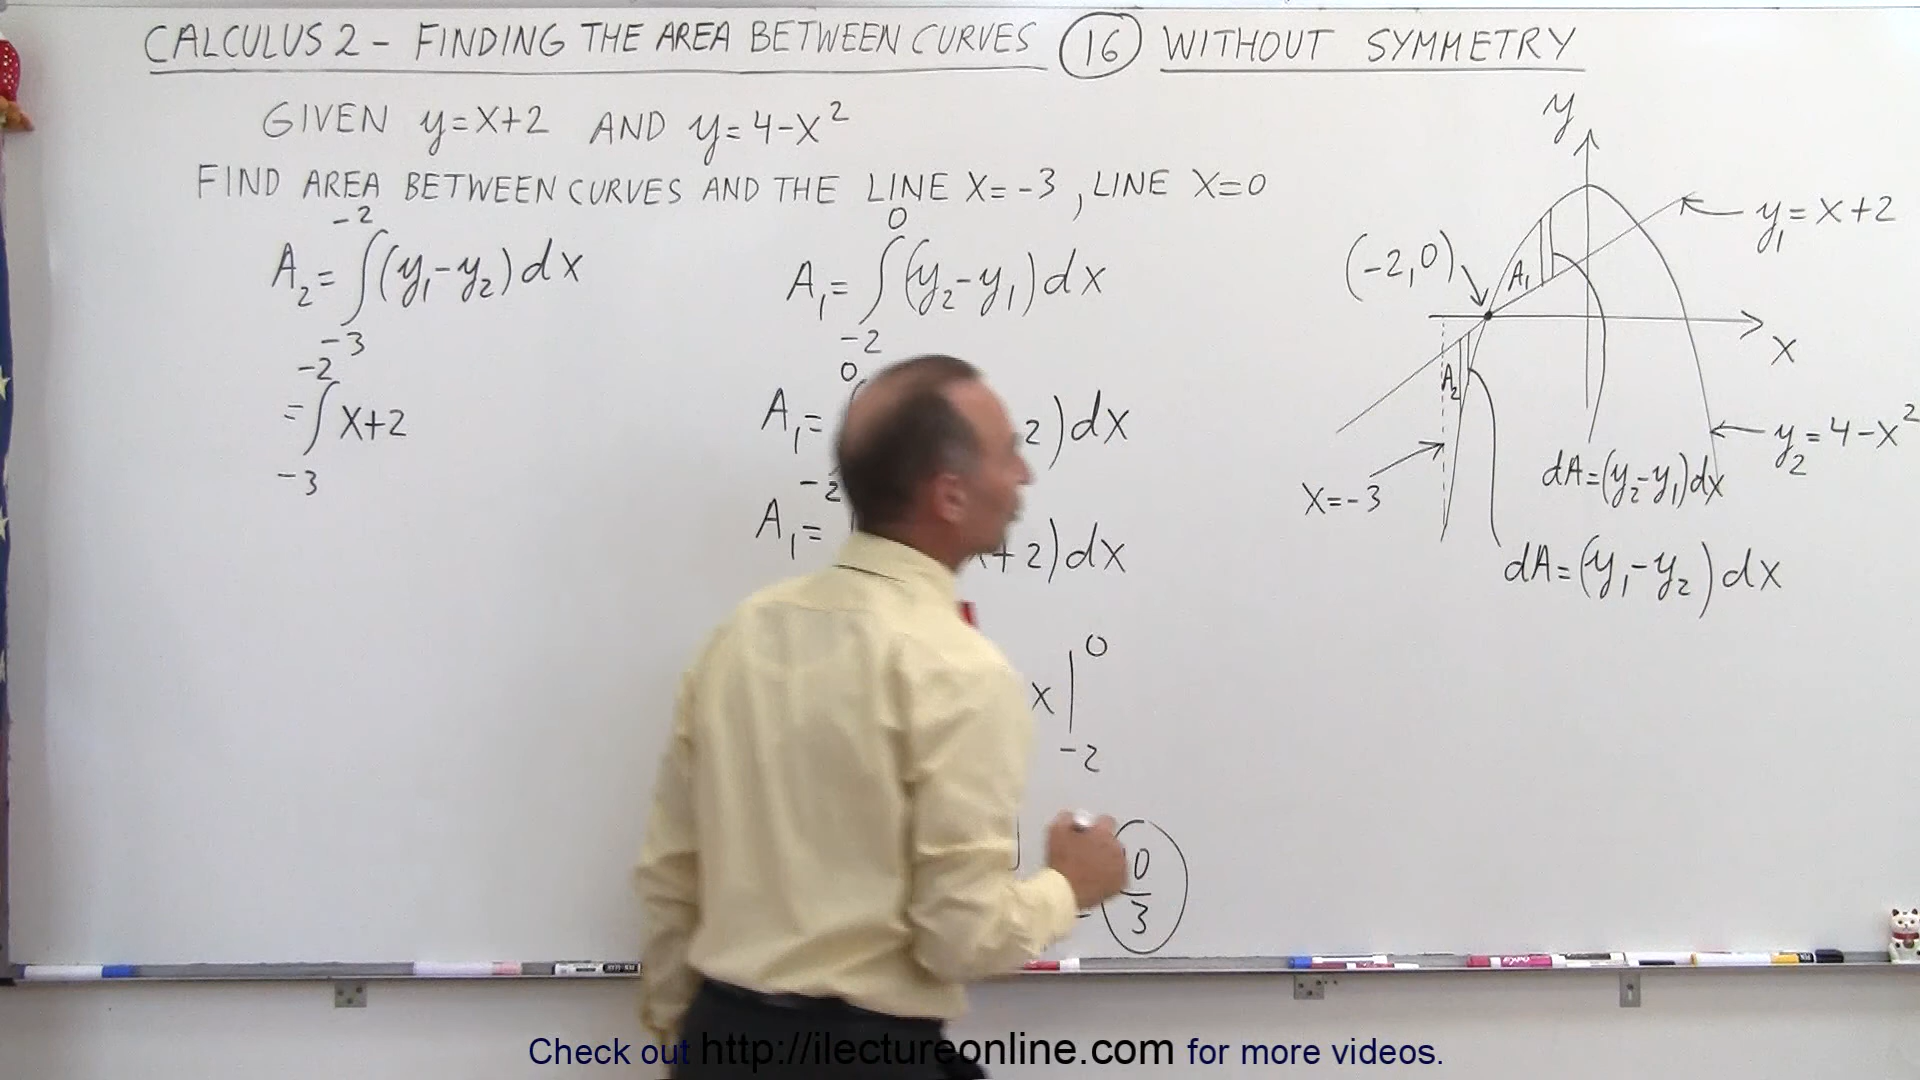 CALCULUS 2 - FINDING THE AREA BETWEEN CURVES 16 WITHOUT SYMMETRY
GIVEN y=x+2 AND y=4-x²
FIND AREA BETWEEN CURVES AND THE LINE X=-3, LINE X=0
A₂=∫(y₁-y₂)dx
-2
-3
=∫x+2
-2
-3
A₁=∫(y₂-y₁)dx
0
-2
A₁=
0
-2
2)dx
A₁=
+2)dx
x|
0
-2
0
3
y
y₁=x+2
(-2,0)
A₁
x
A₂
y₂=4-x²
X=-3
dA=(y₂-y₁)dx
dA=(y₁-y₂)dx
Check out http://ilectureonline.com for more videos.